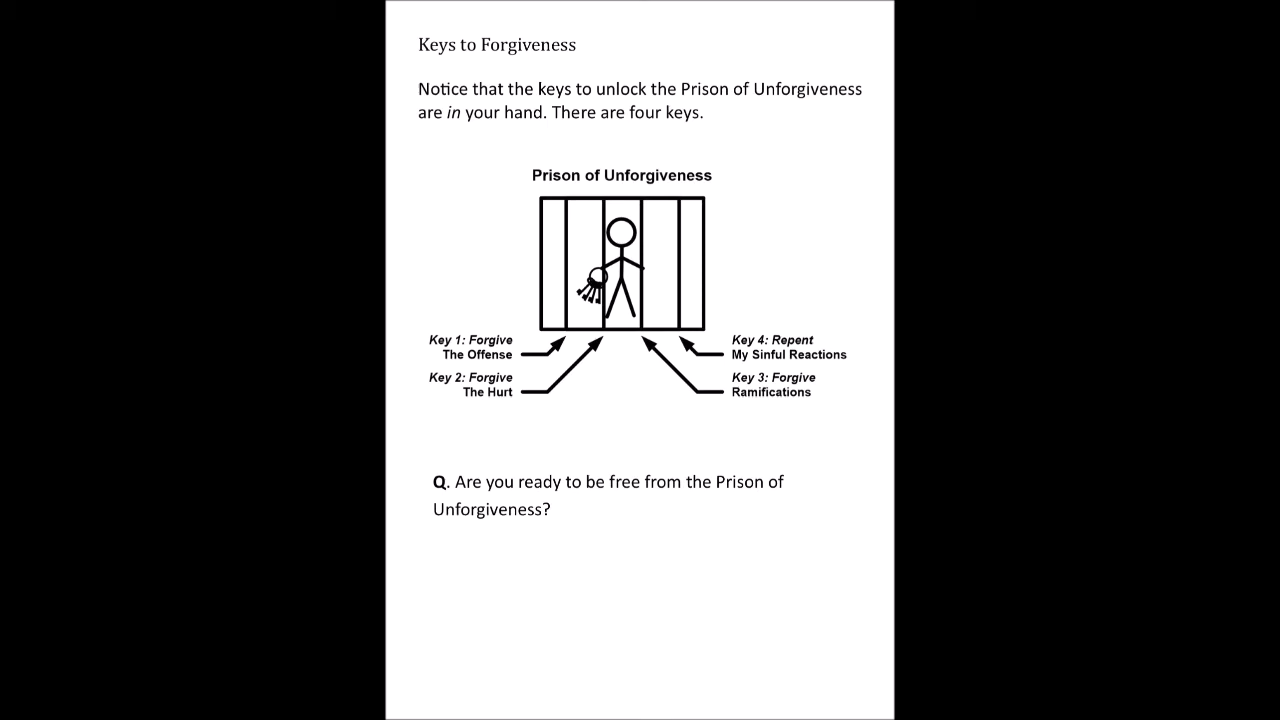 Keys to Forgiveness
Notice that the keys to unlock the Prison of Unforgiveness
are in your hand. There are four keys.
Prison of Unforgiveness
Key 1: Forgive
The Offense
Key 2: Forgive
The Hurt
Key 4: Repent
My Sinful Reactions
Key 3: Forgive
Ramifications
Q. Are you ready to be free from the Prison of
Unforgiveness?